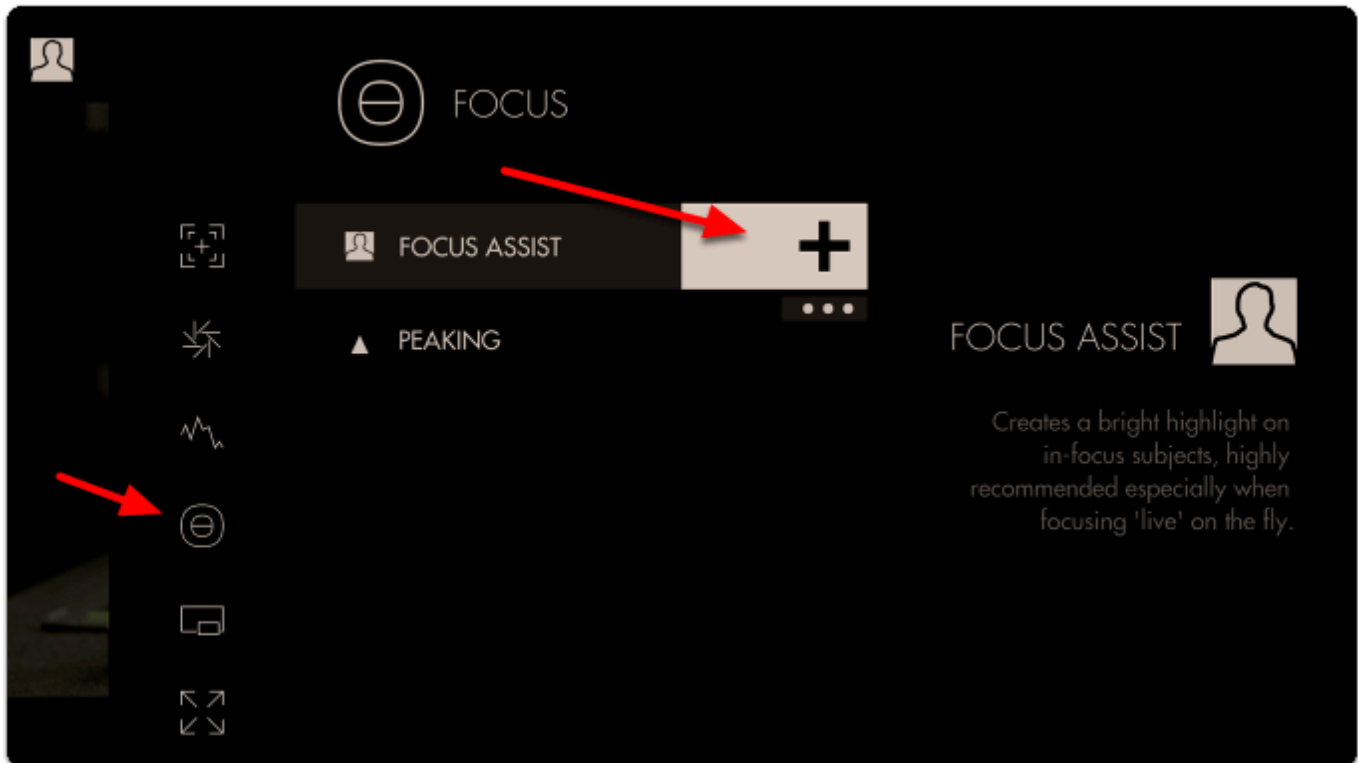 FOCUS
FOCUS ASSIST
PEAKING
FOCUS ASSIST
Creates a bright highlight on
in-focus subjects, highly
recommended especially when
focusing 'live' on the fly.